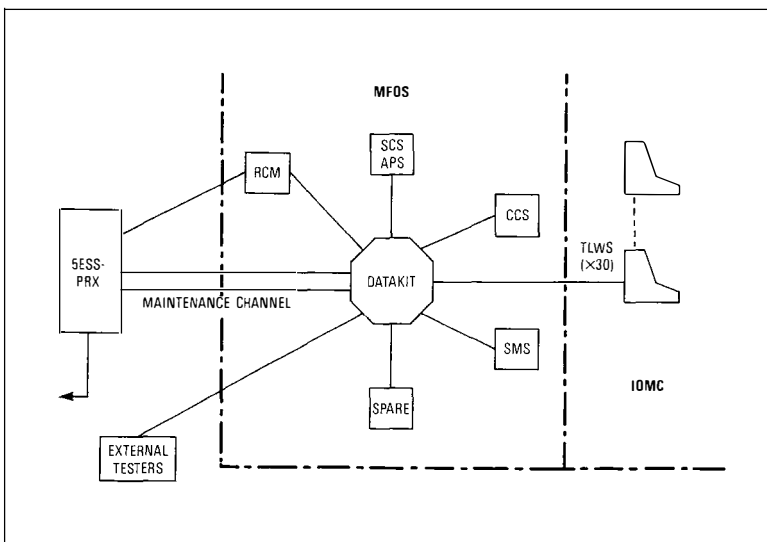 MFOS
SCS
APS
RCM
CCS
5ESS-
PRX
DATAKIT
TLWS
(×30)
MAINTENANCE CHANNEL
SMS
IOMC
SPARE
EXTERNAL
TESTERS